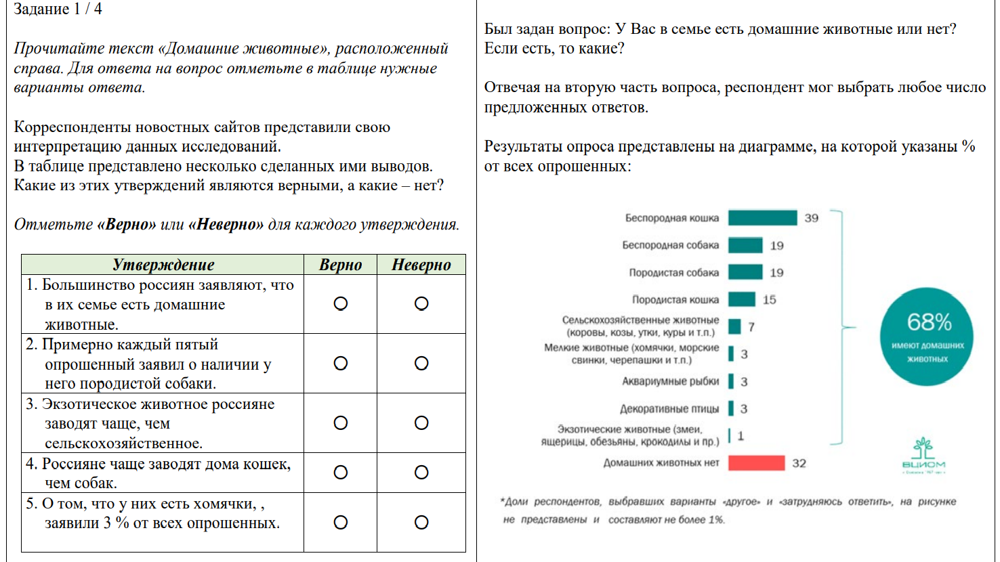 Задание 1 / 4
Прочитайте текст «Домашние животные», расположенный
справа. Для ответа на вопрос отметьте в таблице нужные
варианты ответа.
Корреспонденты новостных сайтов представили свою
интерпретацию данных исследований.
В таблице представлено несколько сделанных ими выводов.
Какие из этих утверждений являются верными, а какие – нет?
Отметьте «Верно» или «Неверно» для каждого утверждения.
Утверждение Верно Неверно
1. Большинство россиян заявляют, что
в их семье есть домашние
животные.
2. Примерно каждый пятый
опрошенный заявил о наличии у
него породистой собаки.
3. Экзотическое животное россияне
заводят чаще, чем
сельскохозяйственное.
4. Россияне чаще заводят дома кошек,
чем собак.
5. О том, что у них есть хомячки, ,
заявили 3 % от всех опрошенных.
Был задан вопрос: У Вас в семье есть домашние животные или нет?
Если есть, то какие?
Отвечая на вторую часть вопроса, респондент мог выбрать любое число
предложенных ответов.
Результаты опроса представлены на диаграмме, на которой указаны %
от всех опрошенных:
Беспородная кошка 39
Беспородная собака 19
Породистая собака 19
Породистая кошка 15
Сельскохозяйственные животные
(коровы, козы, утки, куры и т.п.) 7
Мелкие животные (хомячки, морские
свинки, черепашки и т.п.) 3
Аквариумные рыбки 3
Декоративные птицы 3
Экзотические животные (змеи,
ящерицы, обезьяны, крокодилы и пр.) 1
Домашних животных нет 32
68%
имеют домашних
животных
ВЦИОМ
*Доли респондентов, выбравших варианты «другое» и «затрудняюсь ответить», на рисунке
не представлены и составляют не более 1%.